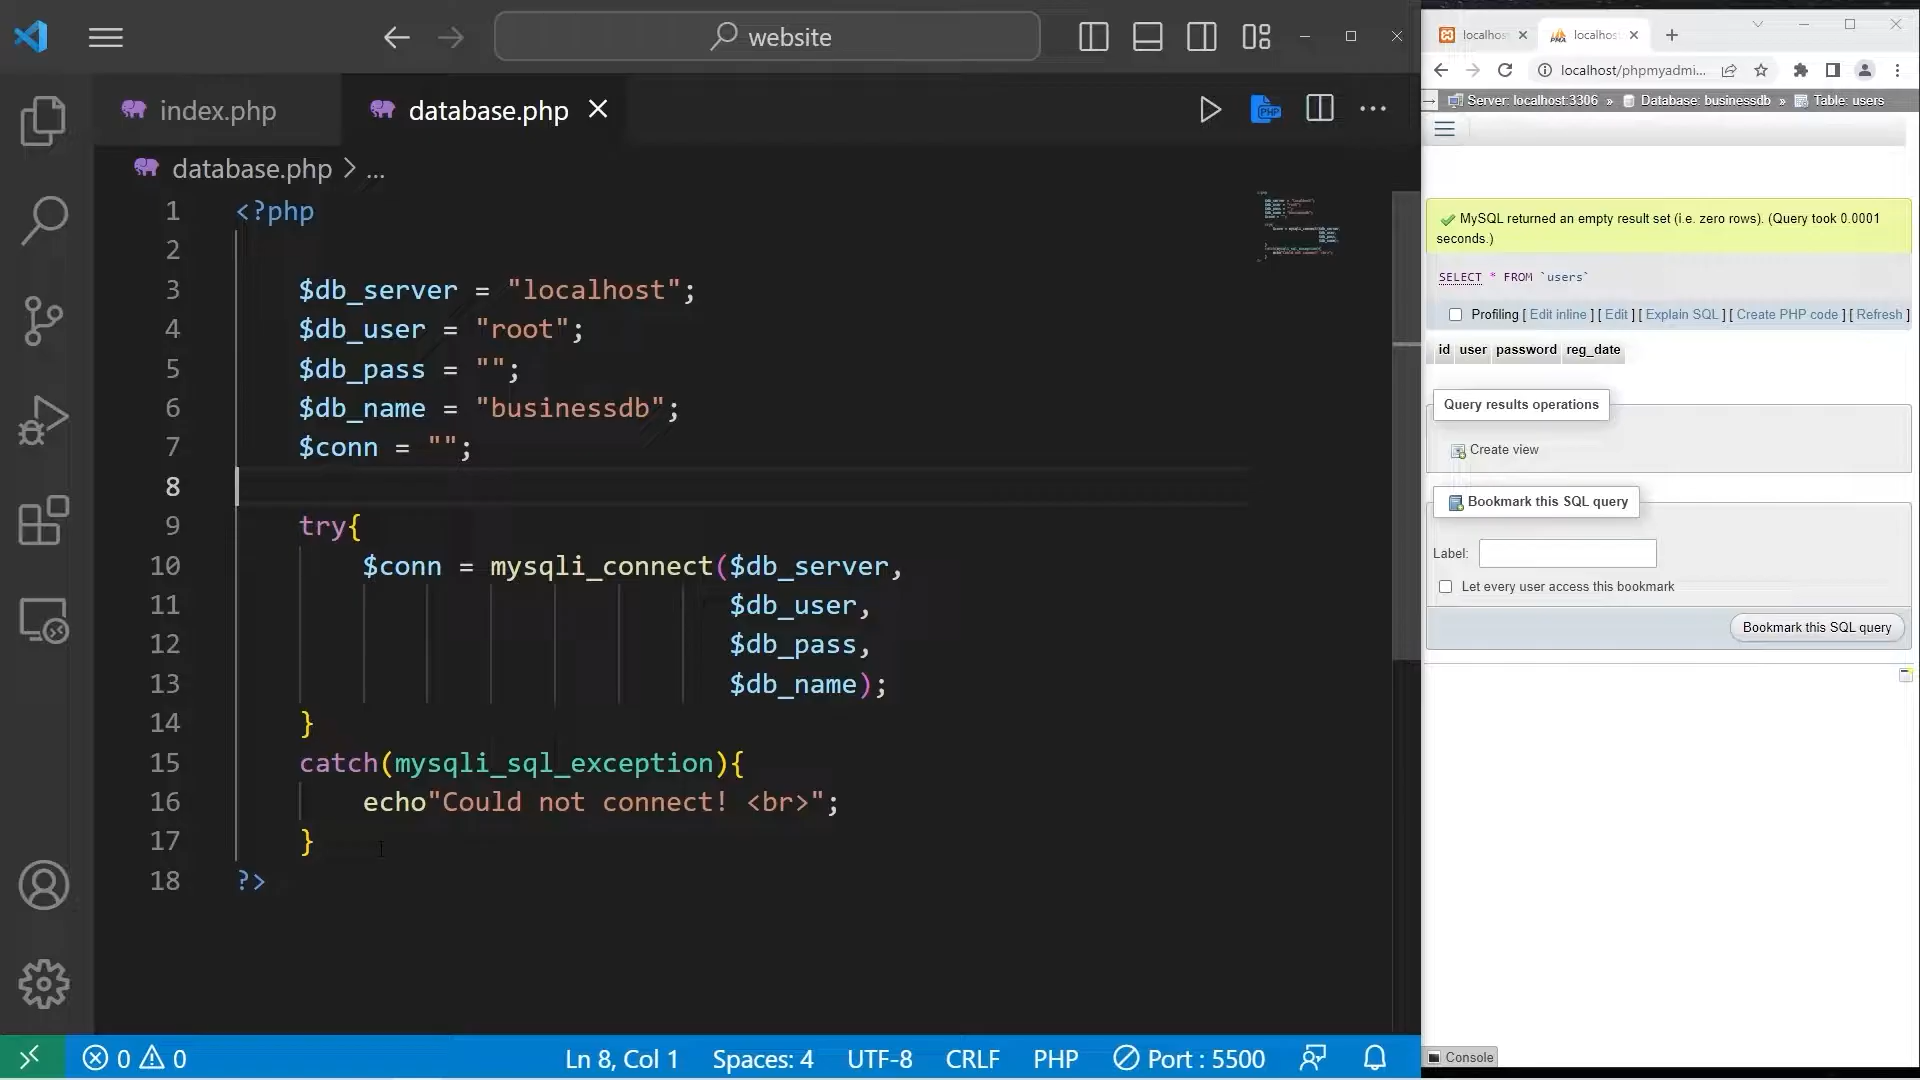 website
index.php
database.php
database.php > ...
1 <?php
2
3 $db_server = "localhost";
4 $db_user = "root";
5 $db_pass = "";
6 $db_name = "businessdb";
7 $conn = "";
8
9 try{
10 $conn = mysqli_connect($db_server,
11 $db_user,
12 $db_pass,
13 $db_name);
14 }
15 catch(mysqli_sql_exception){
16 echo"Could not connect! <br>";
17 }
18 ?>
0 0
Ln 8, Col 1
Spaces: 4
UTF-8
CRLF
PHP
Port : 5500
localhos
localhos
localhost/phpmyadmi...
Server: localhost:3306 » Database: businessdb » Table: users
MySQL returned an empty result set (i.e. zero rows). (Query took 0.0001
seconds.)
SELECT * FROM `users`
Profiling [ Edit inline ] [ Edit ] [ Explain SQL ] [ Create PHP code ] [ Refresh ]
id user password reg_date
Query results operations
Create view
Bookmark this SQL query
Label:
Let every user access this bookmark
Bookmark this SQL query
Console